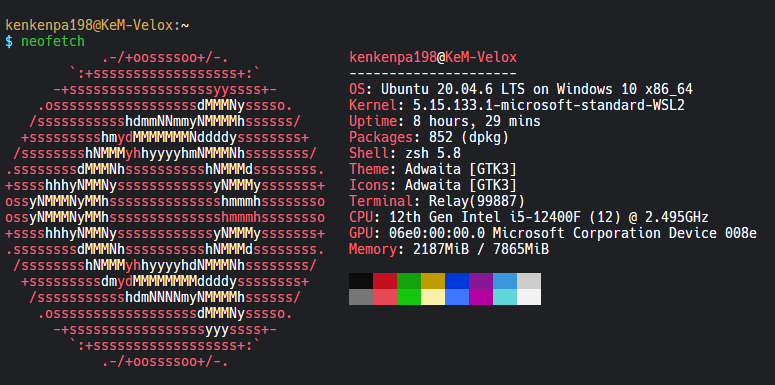 kenkenpa198@KeM-Velox:~
$ neofetch
.-/+oossssoo+/-.
`:+ssssssssssssssssss+:`
-+ssssssssssssssssssyyssss+-
.ossssssssssssssssssdMMMNysssso.
/ssssssssssshdmmNNmmyNMMMMhssssss/
+ssssssssshmydMMMMMMMNddddyssssssss+
/sssssssshNMMMyhhyyyyhmNMMMNhssssssss/
.ssssssssdMMMNhsssssssssshNMMMdssssssss.
+sssshhhyNMMNyssssssssssssyNMMMysssssss+
ossyNMMMNyMMhsssssssssssssshmmmhssssssso
ossyNMMMNyMMhsssssssssssssshmmmhssssssso
+sssshhhyNMMNyssssssssssssyNMMMysssssss+
.ssssssssdMMMNhsssssssssshNMMMdssssssss.
/sssssssshNMMMyhhyyyyhdNMMMNhssssssss/
+sssssssssdmydMMMMMMMMddddyssssssss+
/ssssssssssshdmNNNNmyNMMMMhssssss/
.ossssssssssssssssssdMMMNysssso.
-+sssssssssssssssssyyyssss+-
`:+ssssssssssssssssss+:`
.-/+oossssoo+/-.
kenkenpa198@KeM-Velox
---------------------
OS: Ubuntu 20.04.6 LTS on Windows 10 x86_64
Kernel: 5.15.133.1-microsoft-standard-WSL2
Uptime: 8 hours, 29 mins
Packages: 852 (dpkg)
Shell: zsh 5.8
Theme: Adwaita [GTK3]
Icons: Adwaita [GTK3]
Terminal: Relay(99887)
CPU: 12th Gen Intel i5-12400F (12) @ 2.495GHz
GPU: 06e0:00:00.0 Microsoft Corporation Device 008e
Memory: 2187MiB / 7865MiB